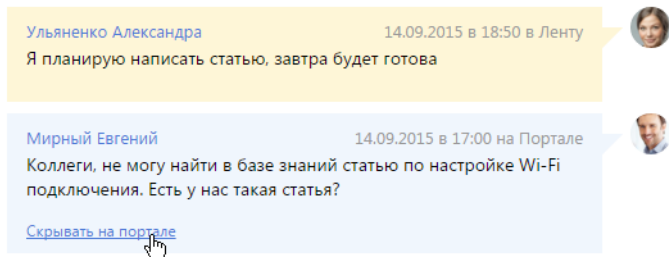 Ульяненко Александра 14.09.2015 в 18:50 в Ленту
Я планирую написать статью, завтра будет готова
Мирный Евгений 14.09.2015 в 17:00 на Портале
Коллеги, не могу найти в базе знаний статью по настройке Wi-Fi
подключения. Есть у нас такая статья?
Скрывать на портале